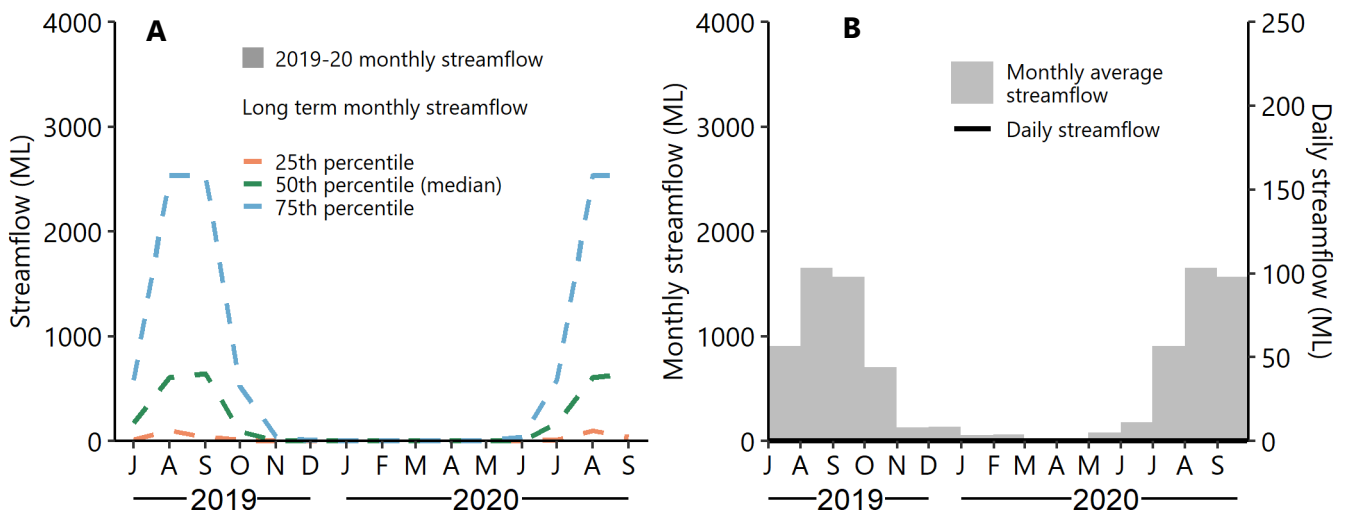 A
4000
3000
2000
1000
0
Streamflow (ML)
2019-20 monthly streamflow
Long term monthly streamflow
25th percentile
50th percentile (median)
75th percentile
J A S O N D J F M A M J J A S
2019 2020
B
4000
3000
2000
1000
0
Monthly streamflow (ML)
Monthly average
streamflow
Daily streamflow
250
200
150
100
50
0
Daily streamflow (ML)
J A S O N D J F M A M J J A S
2019 2020